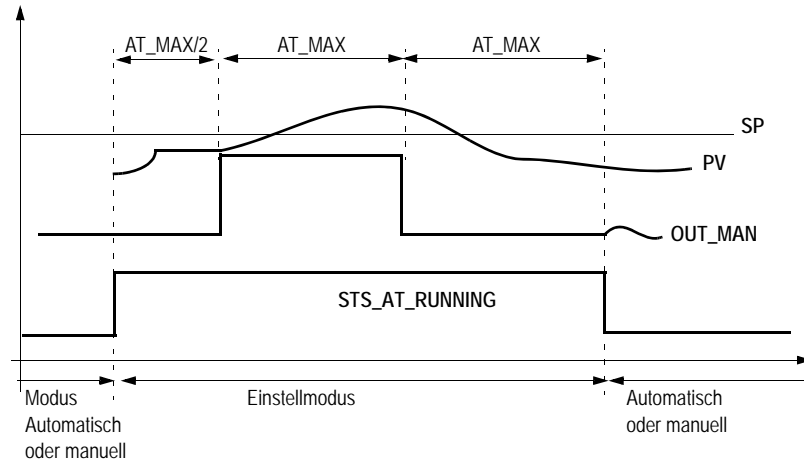 AT_MAX/2
AT_MAX
AT_MAX
SP
PV
OUT_MAN
STS_AT_RUNNING
Modus
Automatisch
oder manuell
Einstellmodus
Automatisch
oder manuell